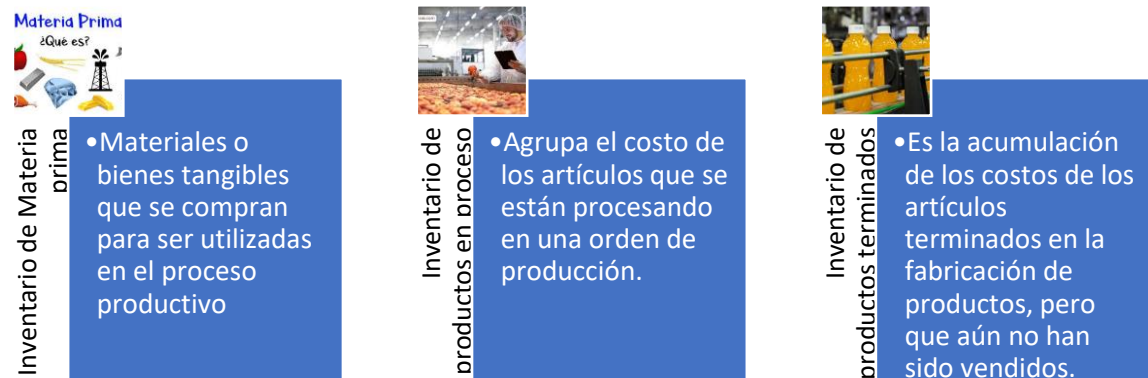 Materia Prima
¿Qué es?
Inventario de Materia
prima
•Materiales o
bienes tangibles
que se compran
para ser utilizadas
en el proceso
productivo
Inventario de
productos en proceso
•Agrupa el costo de
los artículos que se
están procesando
en una orden de
producción.
Inventario de
productos terminados
•Es la acumulación
de los costos de los
artículos
terminados en la
fabricación de
productos, pero
que aún no han
sido vendidos.